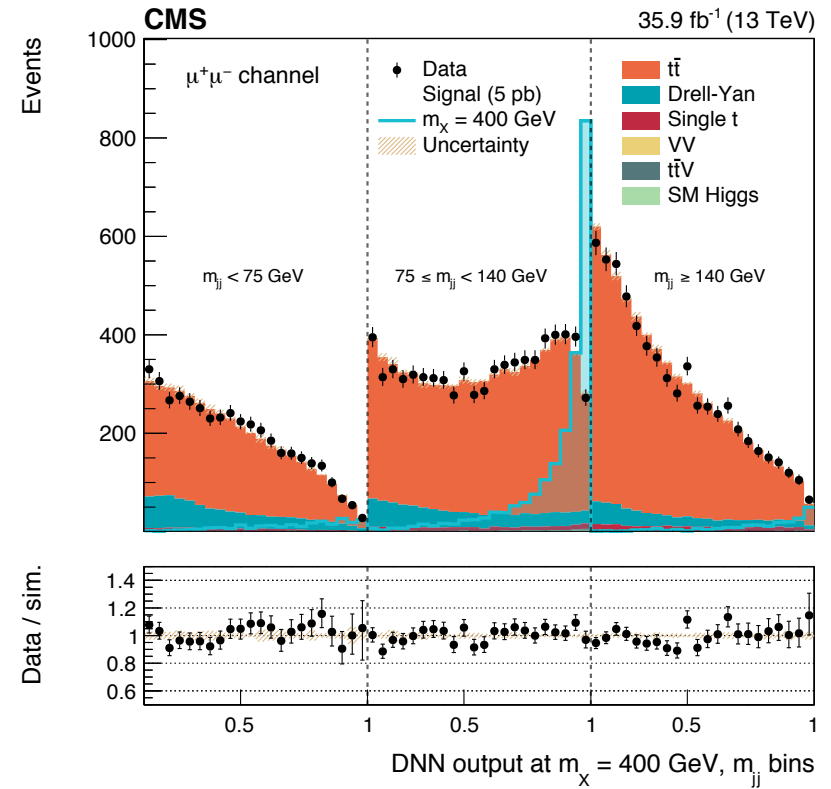 CMS 35.9 fb⁻¹ (13 TeV)
Events
1000
800
600
400
200
μ⁺μ⁻ channel
Data
Signal (5 pb)
m_X = 400 GeV
Uncertainty
tt̄
Drell-Yan
Single t
VV
tt̄V
SM Higgs
m_jj < 75 GeV
75 ≤ m_jj < 140 GeV
m_jj ≥ 140 GeV
Data / sim.
1.4
1.2
1
0.8
0.6
0.5 1 0.5 1 0.5 1
DNN output at m_X = 400 GeV, m_jj bins